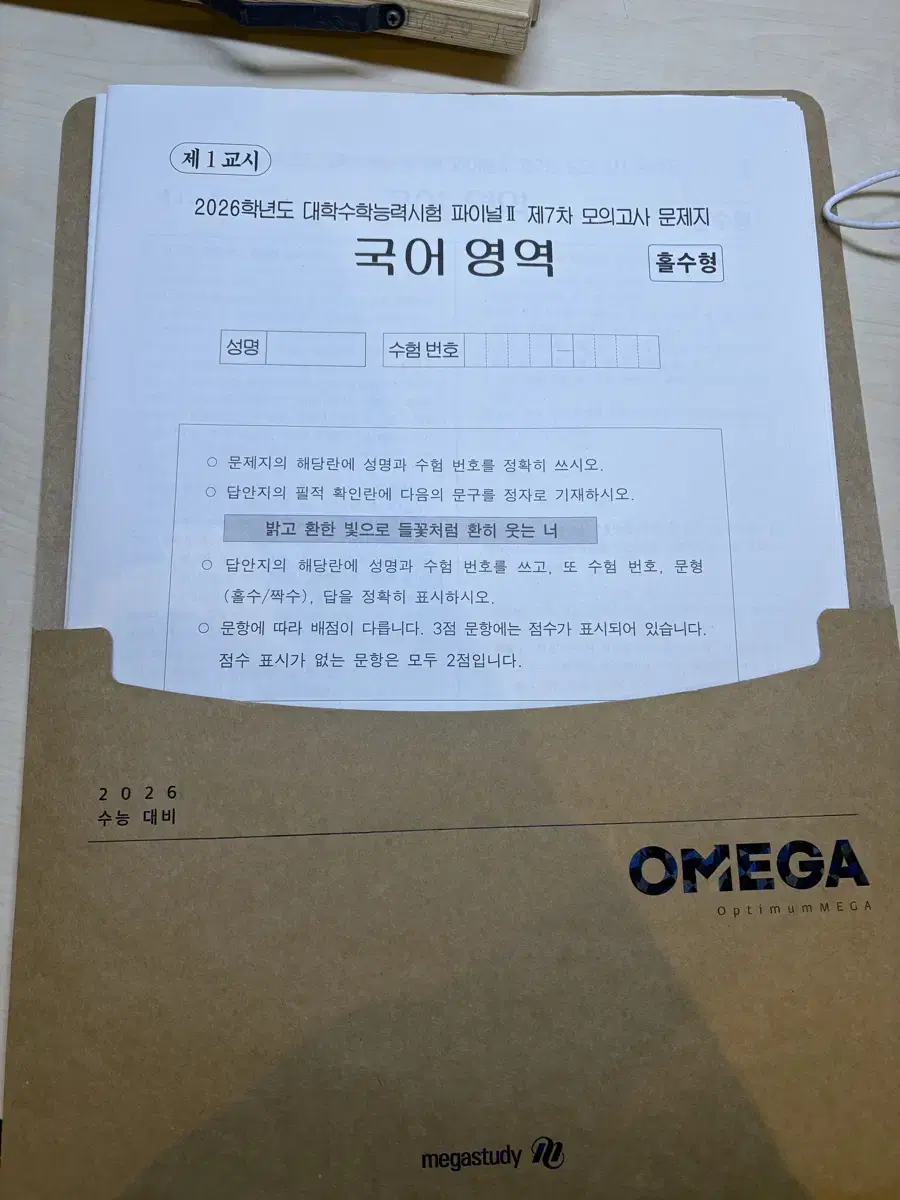 제 1 교시
2026학년도 대학수학능력시험 파이널Ⅱ 제7차 모의고사 문제지
국어 영역
홀수형
성명
수험 번호
—
○ 문제지의 해당란에 성명과 수험 번호를 정확히 쓰시오.
○ 답안지의 필적 확인란에 다음의 문구를 정자로 기재하시오.
밝고 환한 빛으로 들꽃처럼 환히 웃는 너
○ 답안지의 해당란에 성명과 수험 번호를 쓰고, 또 수험 번호, 문형
(홀수/짝수), 답을 정확히 표시하시오.
○ 문항에 따라 배점이 다릅니다. 3점 문항에는 점수가 표시되어 있습니다.
점수 표시가 없는 문항은 모두 2점입니다.
2026
수능 대비
OMEGA
OptimumMEGA
megastudy